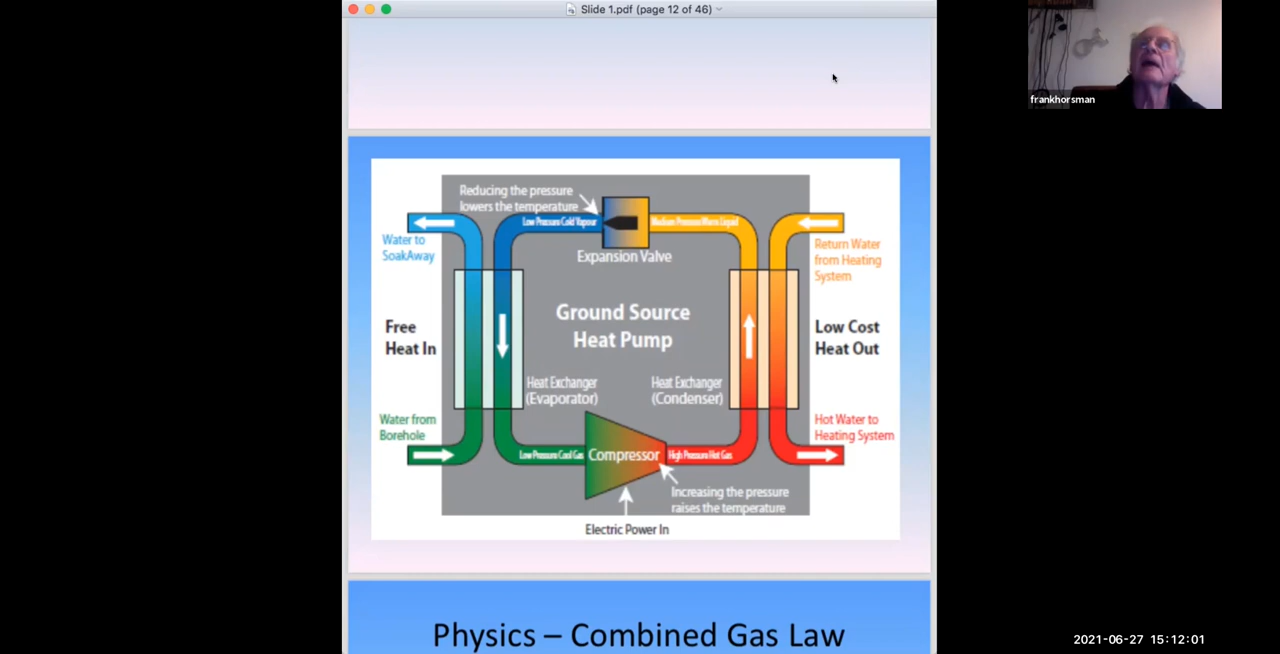 Slide 1.pdf (page 12 of 46)
frankhorsman
Reducing the pressure
lowers the temperature
Low Pressure Cold Vapour
Medium Pressure Warm Liquid
Water to
SoakAway
Expansion Valve
Return Water
from Heating
System
Ground Source
Heat Pump
Free
Heat In
Low Cost
Heat Out
Heat Exchanger
(Evaporator)
Heat Exchanger
(Condenser)
Water from
Borehole
Hot Water to
Heating System
Low Pressure Cool Gas
Compressor
High Pressure Hot Gas
Increasing the pressure
raises the temperature
Electric Power In
Physics – Combined Gas Law
2021-06-27 15:12:01